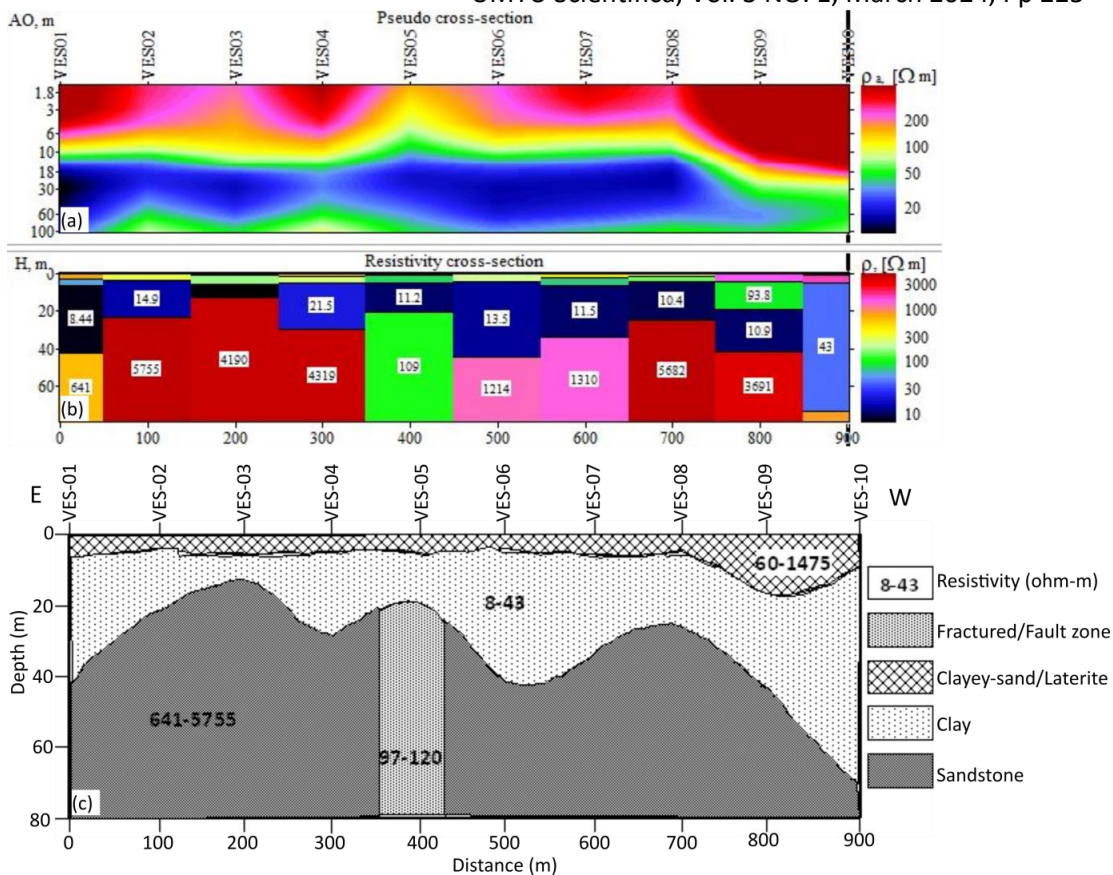 UMYU Scientifica, Vol. 3 NO. 1, March 2024, Pp 225
AO, m Pseudo cross-section
VES01 VES02 VES03 VES04 VES05 VES06 VES07 VES08 VES09 VES10
ρa, [Ω m]
1.8
3
6
10
18
30
60
100
200
100
50
20
(a)
H, m Resistivity cross-section ρ, [Ω m]
0
20
40
60
14.9 21.5 11.2 13.5 11.5 10.4 93.8
8.44 10.9 43
641 5755 4190 4319 109 1214 1310 5682 3691
3000
1000
300
100
30
10
(b)
0 100 200 300 400 500 600 700 800 900
E VES-01 VES-02 VES-03 VES-04 VES-05 VES-06 VES-07 VES-08 VES-09 VES-10 W
Depth (m)
0
20
40
60
80
60-1475
8-43
641-5755
97-120
(c)
0 100 200 300 400 500 600 700 800 900
Distance (m)
8-43 Resistivity (ohm-m)
Fractured/Fault zone
Clayey-sand/Laterite
Clay
Sandstone